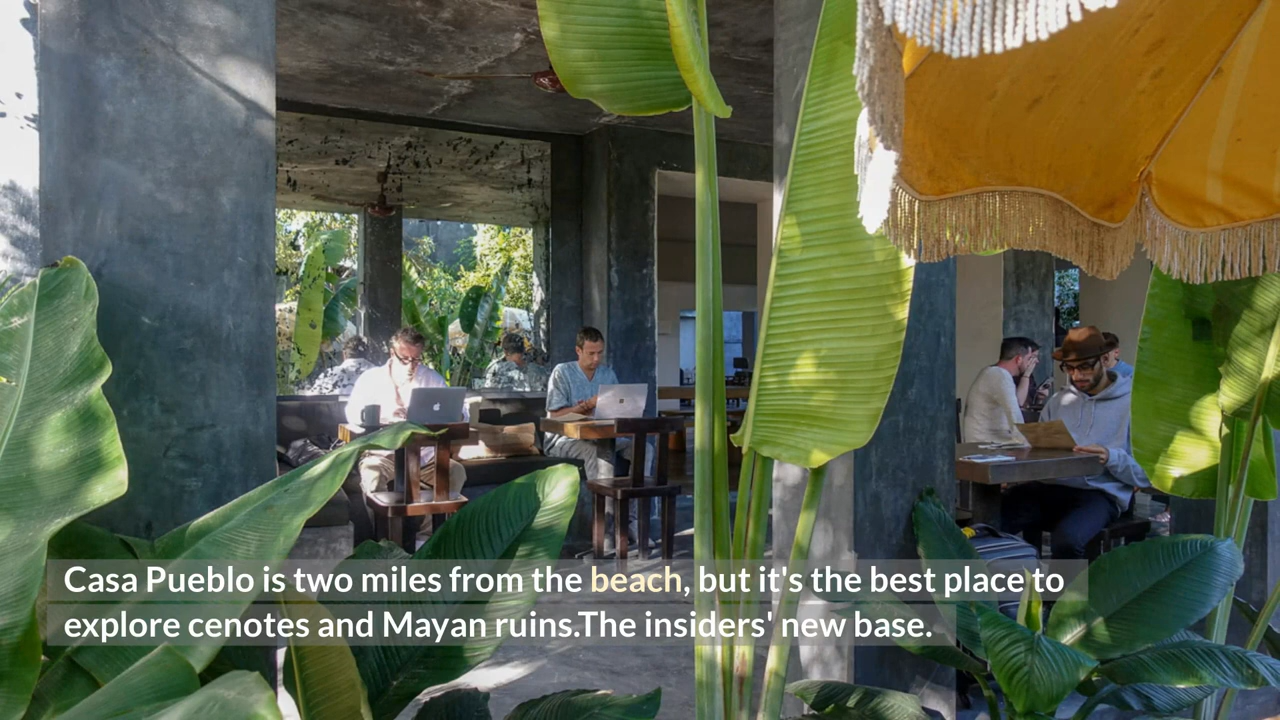 Casa Pueblo is two miles from the beach, but it's the best place to
explore cenotes and Mayan ruins.The insiders' new base.